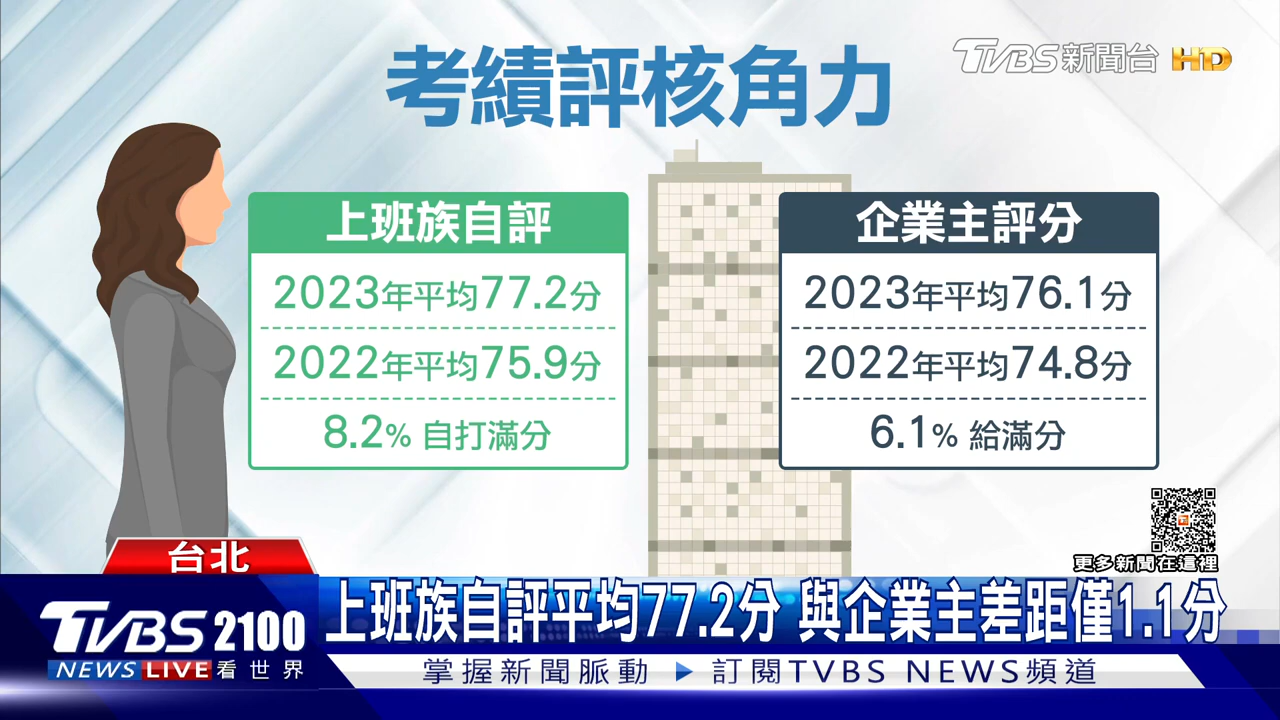 TVBS新聞台 HD
考績評核角力
上班族自評
2023年平均77.2分
2022年平均75.9分
8.2% 自打滿分
企業主評分
2023年平均76.1分
2022年平均74.8分
6.1% 給滿分
更多新聞在這裡
台北
上班族自評平均77.2分 與企業主差距僅1.1分
TVBS 2100
NEWS LIVE 看世界
掌握新聞脈動 ▶ 訂閱TVBS NEWS頻道